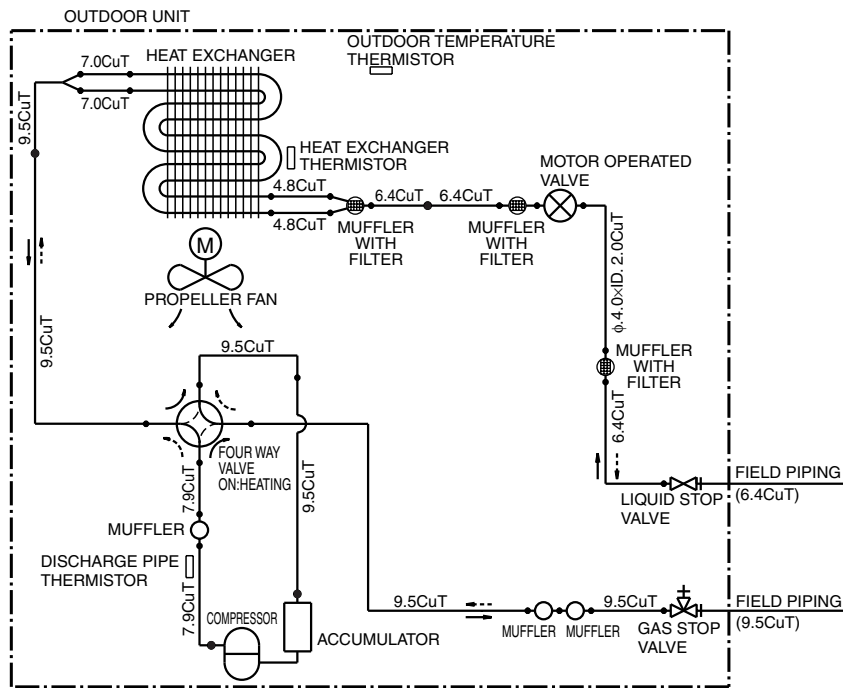 OUTDOOR UNIT
HEAT EXCHANGER
OUTDOOR TEMPERATURE
THERMISTOR
7.0CuT
7.0CuT
9.5CuT
HEAT EXCHANGER
THERMISTOR
4.8CuT
4.8CuT
6.4CuT
6.4CuT
MOTOR OPERATED
VALVE
MUFFLER
WITH
FILTER
MUFFLER
WITH
FILTER
M
PROPELLER FAN
ϕ.4.0×ID. 2.0CuT
9.5CuT
9.5CuT
MUFFLER
WITH
FILTER
6.4CuT
FOUR WAY
VALVE
ON:HEATING
7.9CuT
9.5CuT
FIELD PIPING
(6.4CuT)
LIQUID STOP
VALVE
MUFFLER
DISCHARGE PIPE
THERMISTOR
7.9CuT
COMPRESSOR
ACCUMULATOR
9.5CuT
MUFFLER
MUFFLER
9.5CuT
GAS STOP
VALVE
FIELD PIPING
(9.5CuT)